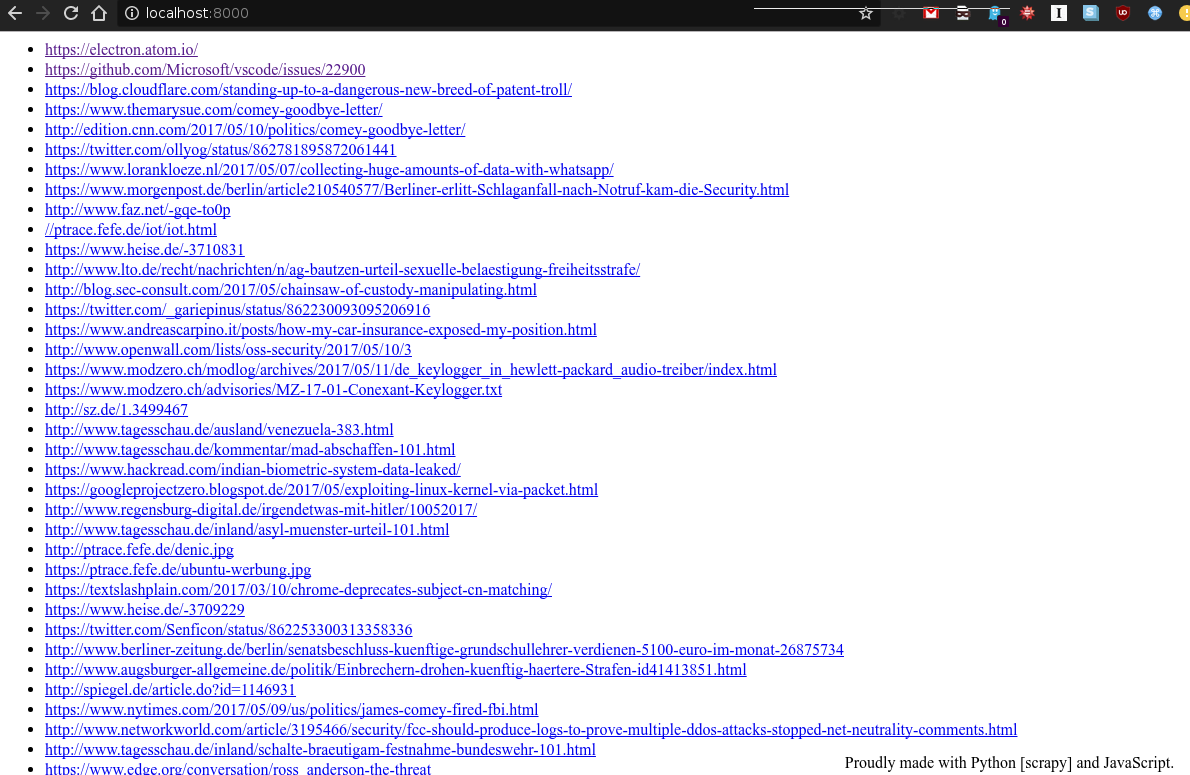 localhost:8000
0
https://electron.atom.io/
https://github.com/Microsoft/vscode/issues/22900
https://blog.cloudflare.com/standing-up-to-a-dangerous-new-breed-of-patent-troll/
https://www.themarysue.com/comey-goodbye-letter/
http://edition.cnn.com/2017/05/10/politics/comey-goodbye-letter/
https://twitter.com/ollyog/status/862781895872061441
https://www.lorankloeze.nl/2017/05/07/collecting-huge-amounts-of-data-with-whatsapp/
https://www.morgenpost.de/berlin/article210540577/Berliner-erlitt-Schlaganfall-nach-Notruf-kam-die-Security.html
http://www.faz.net/-gqe-to0p
//ptrace.fefe.de/iot/iot.html
https://www.heise.de/-3710831
http://www.lto.de/recht/nachrichten/n/ag-bautzen-urteil-sexuelle-belaestigung-freiheitsstrafe/
http://blog.sec-consult.com/2017/05/chainsaw-of-custody-manipulating.html
https://twitter.com/_gariepinus/status/862230093095206916
https://www.andreascarpino.it/posts/how-my-car-insurance-exposed-my-position.html
http://www.openwall.com/lists/oss-security/2017/05/10/3
https://www.modzero.ch/modlog/archives/2017/05/11/de_keylogger_in_hewlett-packard_audio-treiber/index.html
https://www.modzero.ch/advisories/MZ-17-01-Conexant-Keylogger.txt
http://sz.de/1.3499467
http://www.tagesschau.de/ausland/venezuela-383.html
http://www.tagesschau.de/kommentar/mad-abschaffen-101.html
https://www.hackread.com/indian-biometric-system-data-leaked/
https://googleprojectzero.blogspot.de/2017/05/exploiting-linux-kernel-via-packet.html
http://www.regensburg-digital.de/irgendetwas-mit-hitler/10052017/
http://www.tagesschau.de/inland/asyl-muenster-urteil-101.html
http://ptrace.fefe.de/denic.jpg
https://ptrace.fefe.de/ubuntu-werbung.jpg
https://textslashplain.com/2017/03/10/chrome-deprecates-subject-cn-matching/
https://www.heise.de/-3709229
https://twitter.com/Senficon/status/862253300313358336
http://www.berliner-zeitung.de/berlin/senatsbeschluss-kuenftige-grundschullehrer-verdienen-5100-euro-im-monat-26875734
http://www.augsburger-allgemeine.de/politik/Einbrechern-drohen-kuenftig-haertere-Strafen-id41413851.html
http://spiegel.de/article.do?id=1146931
https://www.nytimes.com/2017/05/09/us/politics/james-comey-fired-fbi.html
http://www.networkworld.com/article/3195466/security/fcc-should-produce-logs-to-prove-multiple-ddos-attacks-stopped-net-neutrality-comments.html
http://www.tagesschau.de/inland/schalte-braeutigam-festnahme-bundeswehr-101.html
https://www.edge.org/conversation/ross_anderson-the-threat
Proudly made with Python [scrapy] and JavaScript.